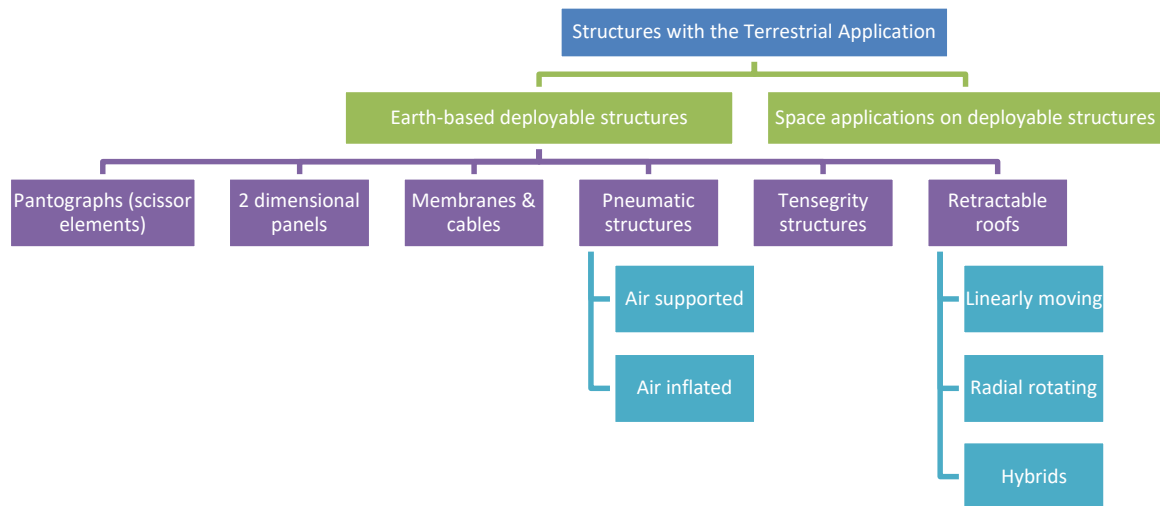 Structures with the Terrestrial Application
Earth-based deployable structures
Space applications on deployable structures
Pantographs (scissor
elements)
2 dimensional
panels
Membranes &
cables
Pneumatic
structures
Tensegrity
structures
Retractable
roofs
Air supported
Air inflated
Linearly moving
Radial rotating
Hybrids